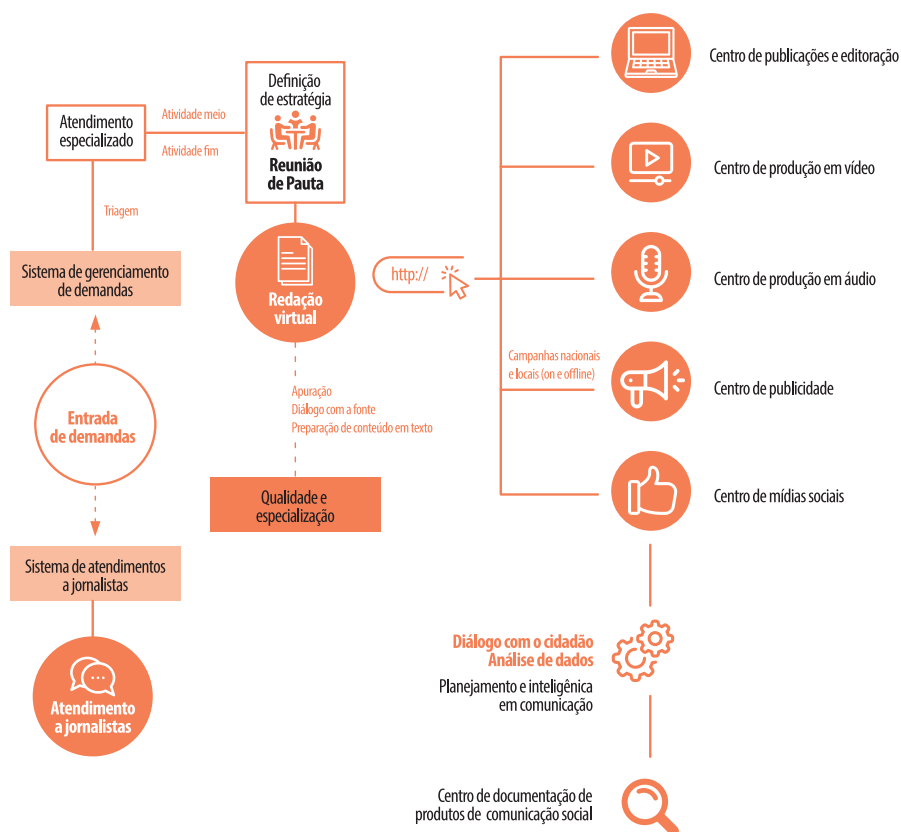 Entrada
de demandas
Sistema de gerenciamento
de demandas
Triagem
Atendimento
especializado
Atividade meio
Atividade fim
Definição
de estratégia
Reunião
de Pauta
Redação
virtual
Apuração
Diálogo com a fonte
Preparação de conteúdo em texto
Qualidade e
especialização
Sistema de atendimentos
a jornalistas
Atendimento
a jornalistas
http://
Centro de publicações e editoração
Centro de produção em vídeo
Centro de produção em áudio
Campanhas nacionais
e locais (on e offline)
Centro de publicidade
Centro de mídias sociais
Diálogo com o cidadão
Análise de dados
Planejamento e inteligênica
em comunicação
Centro de documentação de
produtos de comunicação social